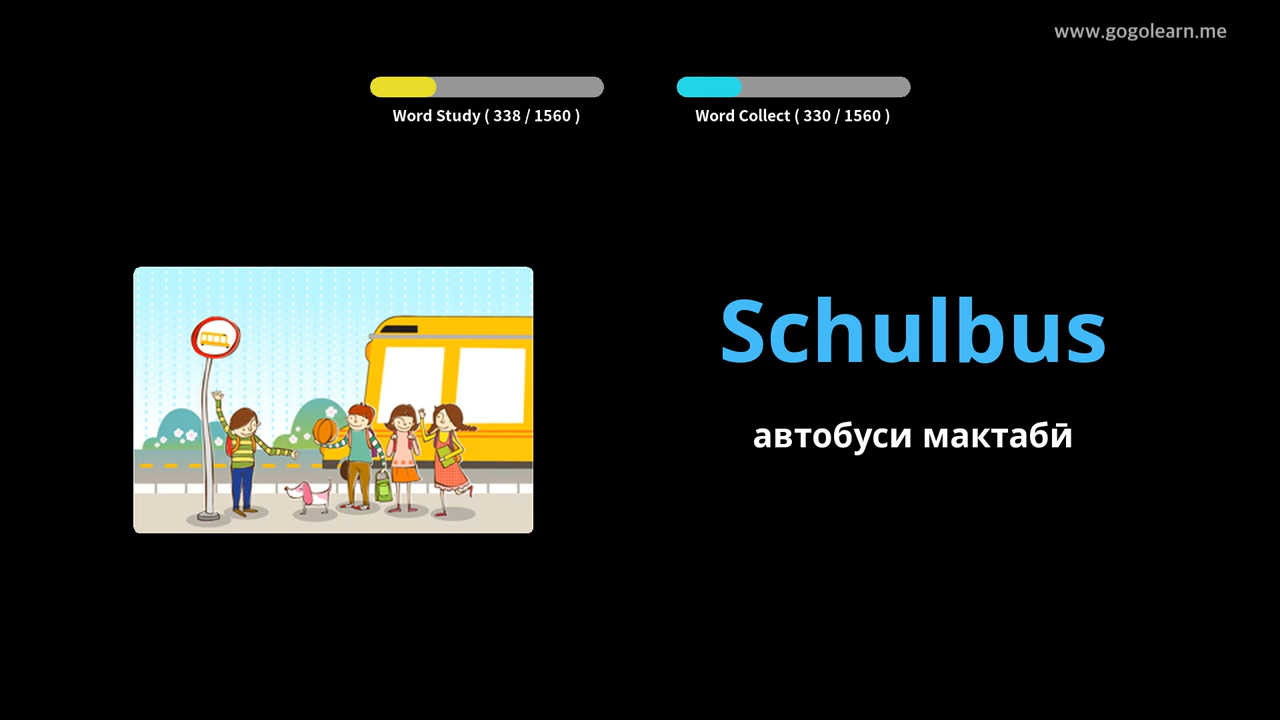 www.gogolearn.me
Word Study ( 338 / 1560 )
Word Collect ( 330 / 1560 )
Schulbus
автобуси мактабӣ